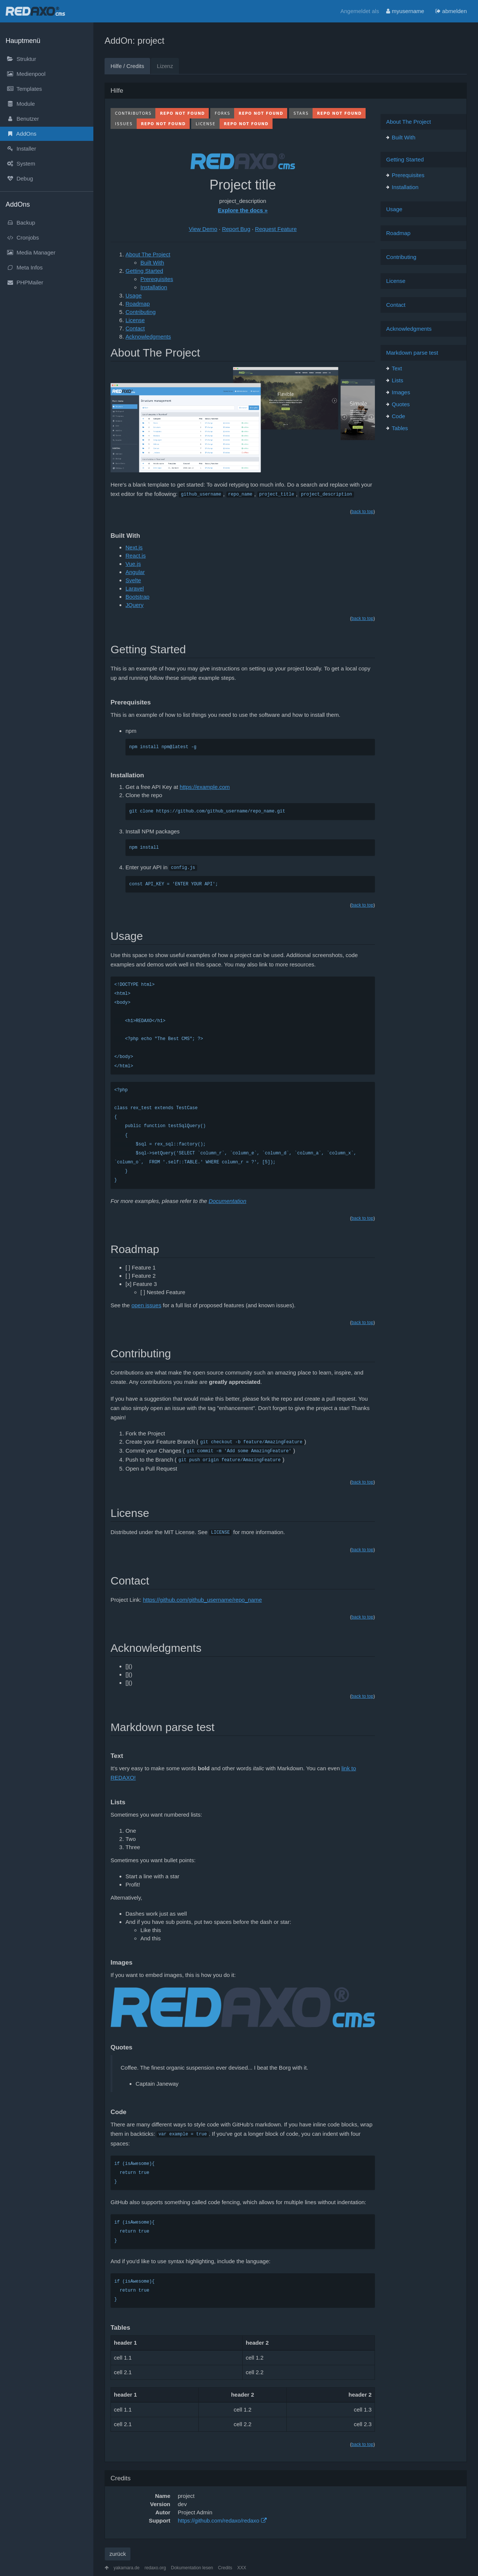 REDAXO cms
Angemeldet als myusername abmelden
Hauptmenü
Struktur
Medienpool
Templates
Module
Benutzer
AddOns
Installer
System
Debug
AddOns
Backup
Cronjobs
Media Manager
Meta Infos
PHPMailer
AddOn: project
Hilfe / Credits Lizenz
Hilfe
CONTRIBUTORS REPO NOT FOUND FORKS REPO NOT FOUND STARS REPO NOT FOUND
ISSUES REPO NOT FOUND LICENSE REPO NOT FOUND
REDAXO® cms
Project title
project_description
Explore the docs »
View Demo · Report Bug · Request Feature
1. About The Project
Built With
2. Getting Started
Prerequisites
Installation
3. Usage
4. Roadmap
5. Contributing
6. License
7. Contact
8. Acknowledgments
About The Project
Here's a blank template to get started: To avoid retyping too much info. Do a search and replace with your
text editor for the following: github_username, repo_name, project_title, project_description
(back to top)
Built With
Next.js
React.js
Vue.js
Angular
Svelte
Laravel
Bootstrap
JQuery
(back to top)
Getting Started
This is an example of how you may give instructions on setting up your project locally. To get a local copy
up and running follow these simple example steps.
Prerequisites
This is an example of how to list things you need to use the software and how to install them.
npm
npm install npm@latest -g
Installation
1. Get a free API Key at https://example.com
2. Clone the repo
git clone https://github.com/github_username/repo_name.git
3. Install NPM packages
npm install
4. Enter your API in config.js
const API_KEY = 'ENTER YOUR API';
(back to top)
Usage
Use this space to show useful examples of how a project can be used. Additional screenshots, code
examples and demos work well in this space. You may also link to more resources.
<!DOCTYPE html>
<html>
<body>
<h1>REDAXO</h1>
<?php echo "The Best CMS"; ?>
</body>
</html>
<?php
class rex_test extends TestCase
{
public function testSqlQuery()
{
$sql = rex_sql::factory();
$sql->setQuery('SELECT `column_r`, `column_e`, `column_d`, `column_a`, `column_x`,
`column_o`, FROM '.self::TABLE.' WHERE column_r = ?', [5]);
}
}
For more examples, please refer to the Documentation
(back to top)
Roadmap
[ ] Feature 1
[ ] Feature 2
[x] Feature 3
[ ] Nested Feature
See the open issues for a full list of proposed features (and known issues).
(back to top)
Contributing
Contributions are what make the open source community such an amazing place to learn, inspire, and
create. Any contributions you make are greatly appreciated.
If you have a suggestion that would make this better, please fork the repo and create a pull request. You
can also simply open an issue with the tag "enhancement". Don't forget to give the project a star! Thanks
again!
1. Fork the Project
2. Create your Feature Branch ( git checkout -b feature/AmazingFeature )
3. Commit your Changes ( git commit -m 'Add some AmazingFeature' )
4. Push to the Branch ( git push origin feature/AmazingFeature )
5. Open a Pull Request
(back to top)
License
Distributed under the MIT License. See LICENSE for more information.
(back to top)
Contact
Project Link: https://github.com/github_username/repo_name
(back to top)
Acknowledgments
[]()
[]()
[]()
(back to top)
Markdown parse test
Text
It's very easy to make some words bold and other words italic with Markdown. You can even link to
REDAXO!
Lists
Sometimes you want numbered lists:
1. One
2. Two
3. Three
Sometimes you want bullet points:
Start a line with a star
Profit!
Alternatively,
Dashes work just as well
And if you have sub points, put two spaces before the dash or star:
Like this
And this
Images
If you want to embed images, this is how you do it:
REDAXO® cms
Quotes
Coffee. The finest organic suspension ever devised... I beat the Borg with it.
Captain Janeway
Code
There are many different ways to style code with GitHub's markdown. If you have inline code blocks, wrap
them in backticks: var example = true. If you've got a longer block of code, you can indent with four
spaces:
if (isAwesome){
return true
}
GitHub also supports something called code fencing, which allows for multiple lines without indentation:
if (isAwesome){
return true
}
And if you'd like to use syntax highlighting, include the language:
if (isAwesome){
return true
}
Tables
header 1 header 2
cell 1.1 cell 1.2
cell 2.1 cell 2.2
header 1 header 2 header 2
cell 1.1 cell 1.2 cell 1.3
cell 2.1 cell 2.2 cell 2.3
(back to top)
About The Project
Built With
Getting Started
Prerequisites
Installation
Usage
Roadmap
Contributing
License
Contact
Acknowledgments
Markdown parse test
Text
Lists
Images
Quotes
Code
Tables
Credits
Name project
Version dev
Autor Project Admin
Support https://github.com/redaxo/redaxo
zurück
yakamara.de redaxo.org Dokumentation lesen Credits XXX